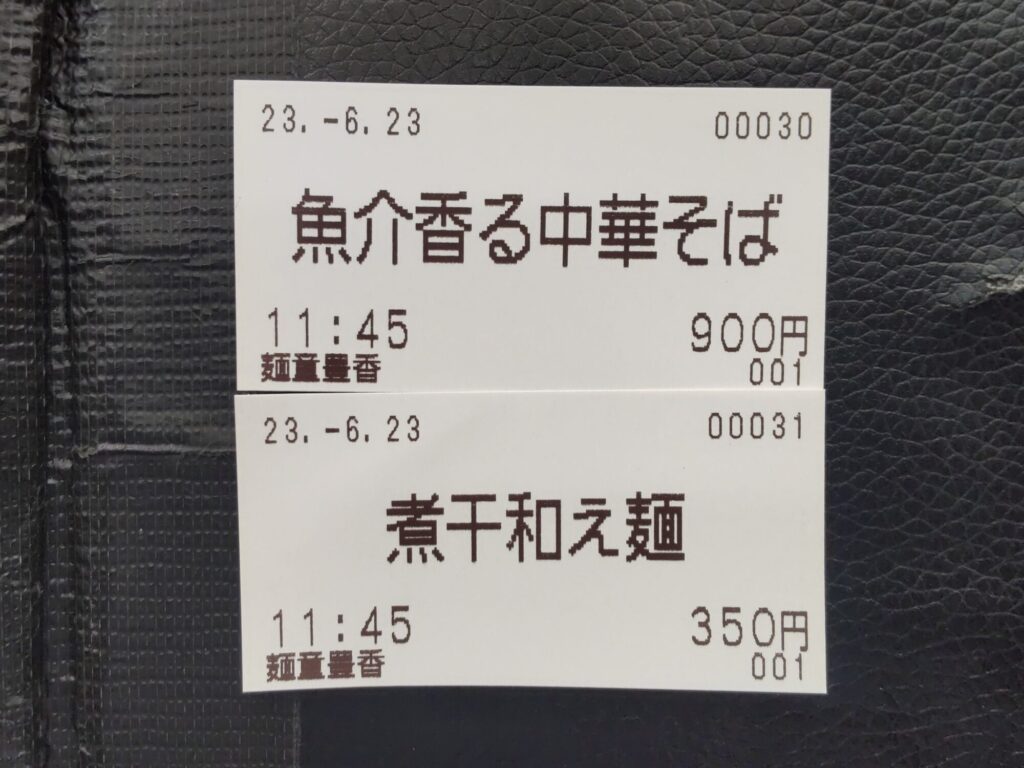 23.-6.23 00030
魚介香る中華そば
11:45 900円
麺童豊香 001
23.-6.23 00031
煮干和え麺
11:45 350円
麺童豊香 001